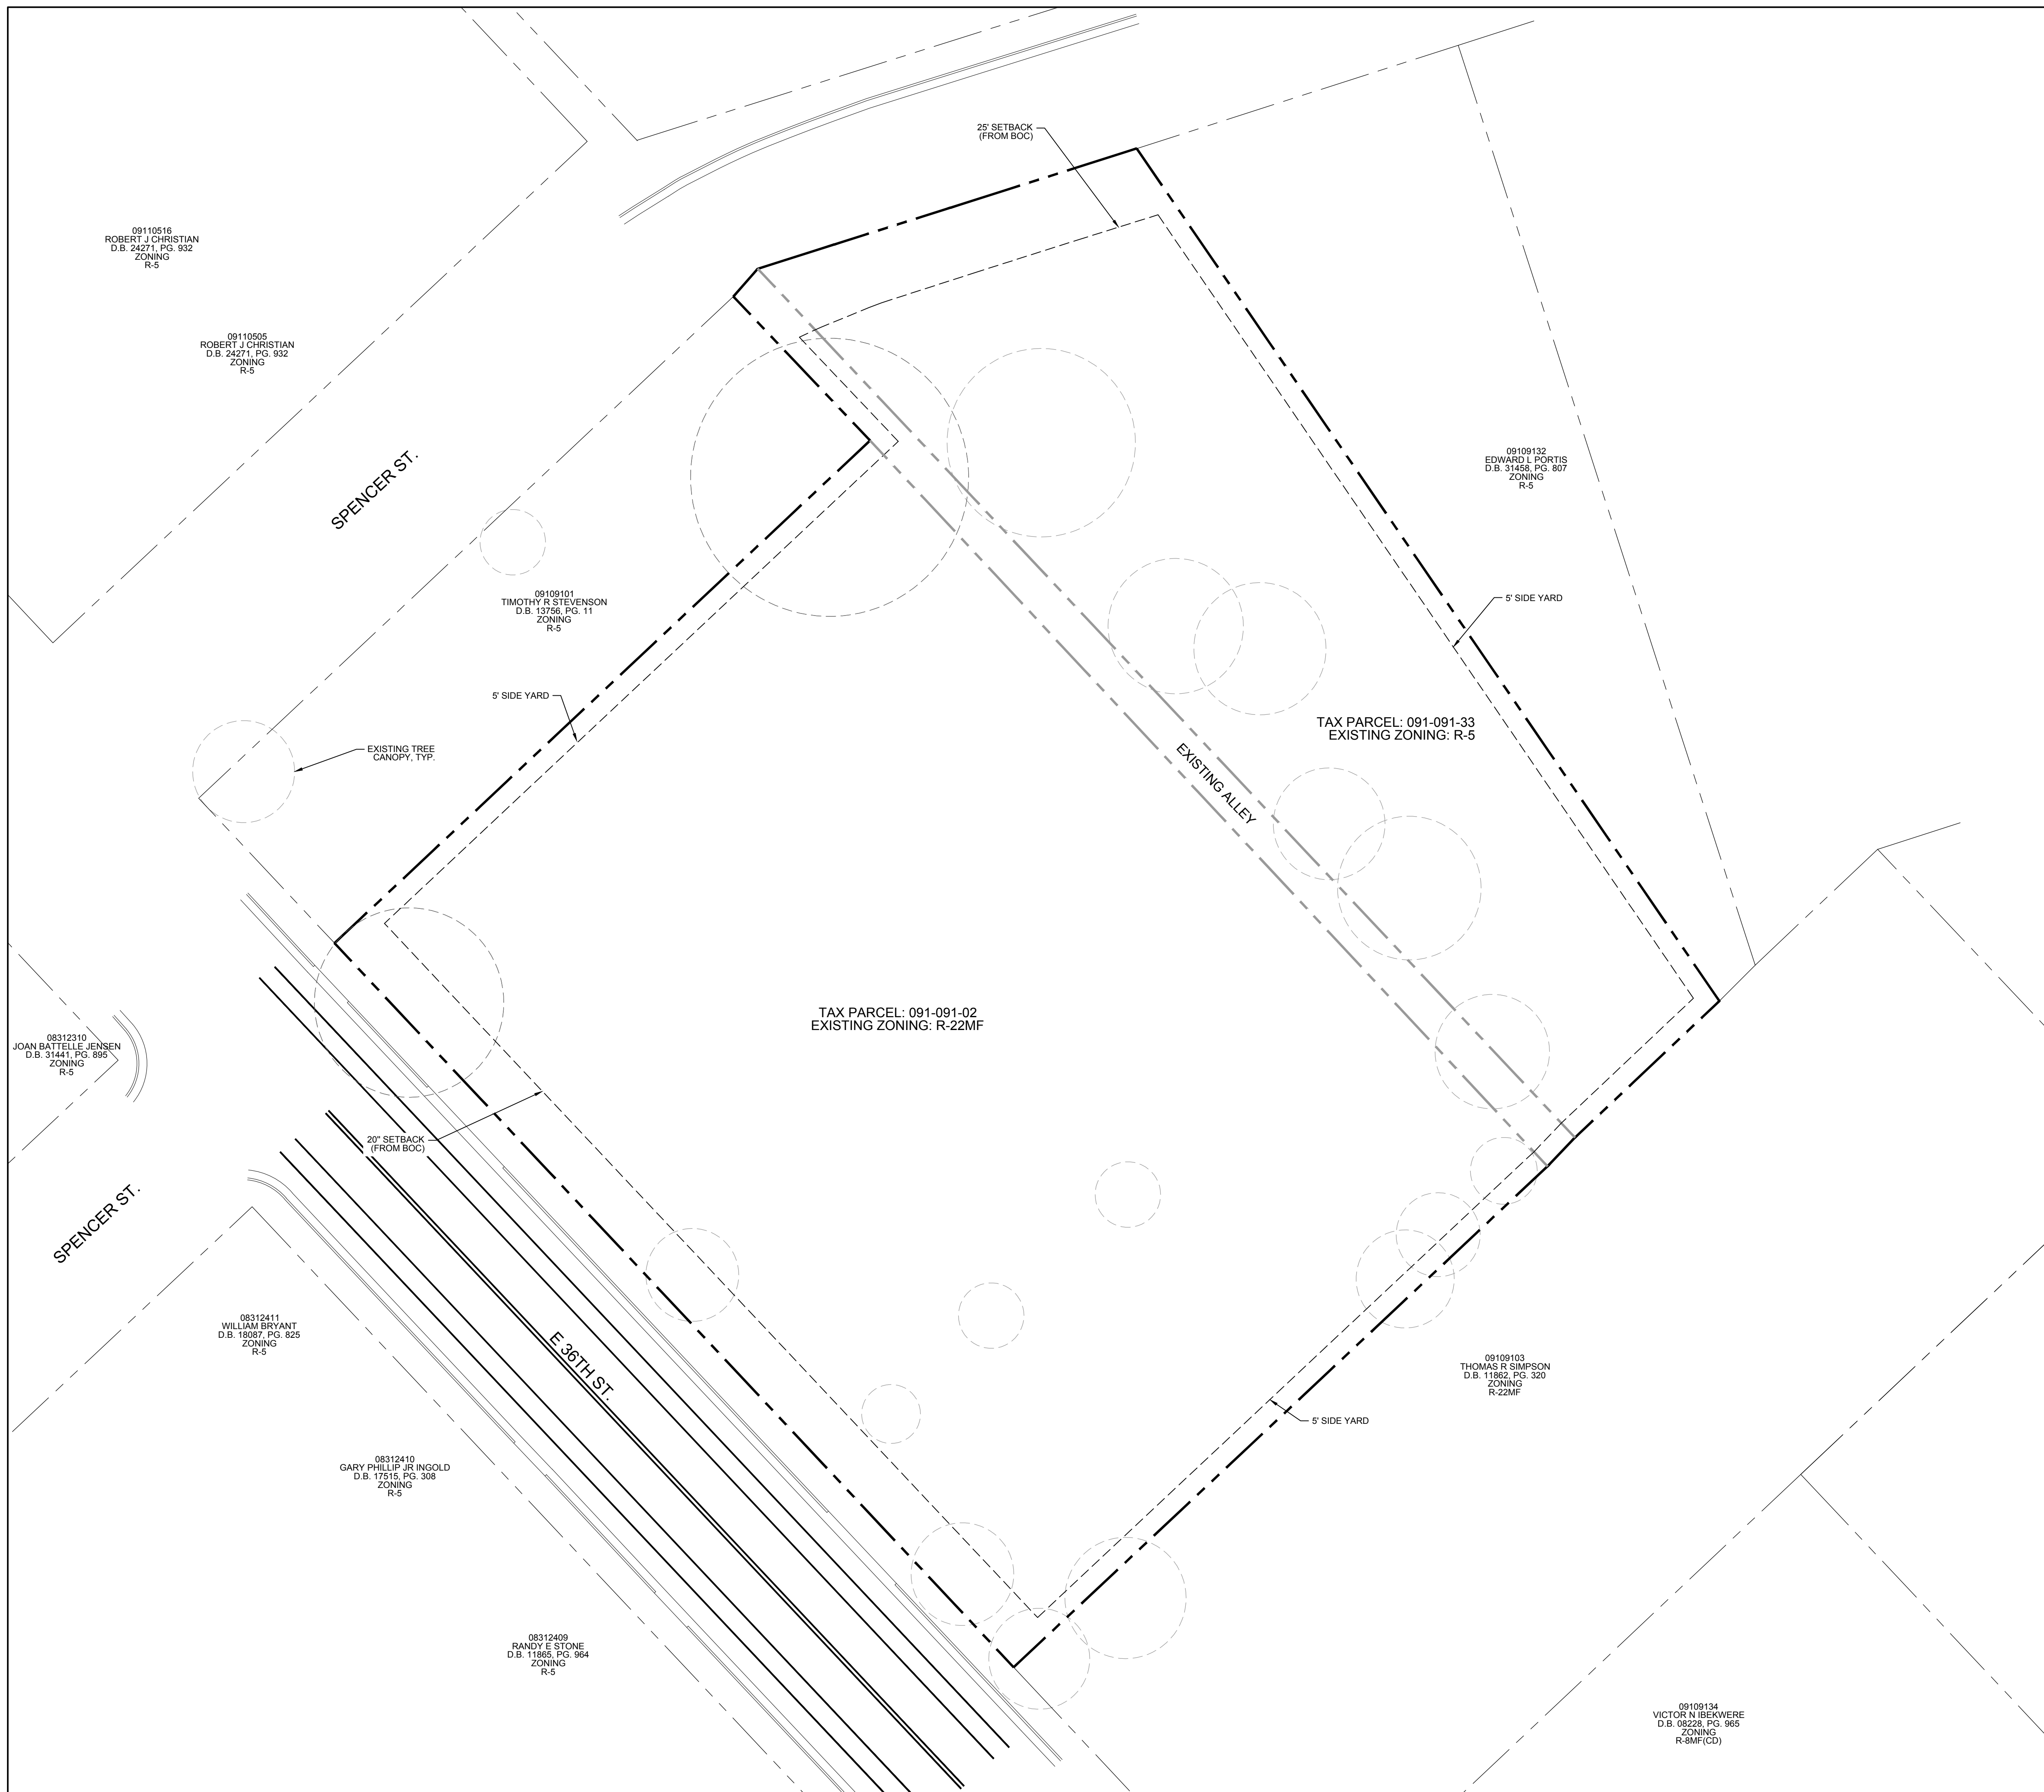 25' SETBACK
(FROM BOC)
09110516
ROBERT J CHRISTIAN
D.B. 24271, PG. 932
ZONING
R-5
09110505
ROBERT J CHRISTIAN
D.B. 24271, PG. 932
ZONING
R-5
SPENCER ST.
09109132
EDWARD L PORTIS
D.B. 31458, PG. 807
ZONING
R-5
09109101
TIMOTHY R STEVENSON
D.B. 13756, PG. 11
ZONING
R-5
5' SIDE YARD
5' SIDE YARD
EXISTING TREE
CANOPY, TYP.
TAX PARCEL: 091-091-33
EXISTING ZONING: R-5
EXISTING ALLEY
TAX PARCEL: 091-091-02
EXISTING ZONING: R-22MF
08312310
JOAN BATTELLE JENSEN
D.B. 31441, PG. 895
ZONING
R-5
20" SETBACK
(FROM BOC)
SPENCER ST.
08312411
WILLIAM BRYANT
D.B. 18087, PG. 825
ZONING
R-5
E 36TH ST.
09109103
THOMAS R SIMPSON
D.B. 11862, PG. 320
ZONING
R-22MF
5' SIDE YARD
08312410
GARY PHILLIP JR INGOLD
D.B. 17515, PG. 308
ZONING
R-5
08312409
RANDY E STONE
D.B. 11865, PG. 964
ZONING
R-5
09109134
VICTOR N IBEKWERE
D.B. 08228, PG. 965
ZONING
R-8MF(CD)